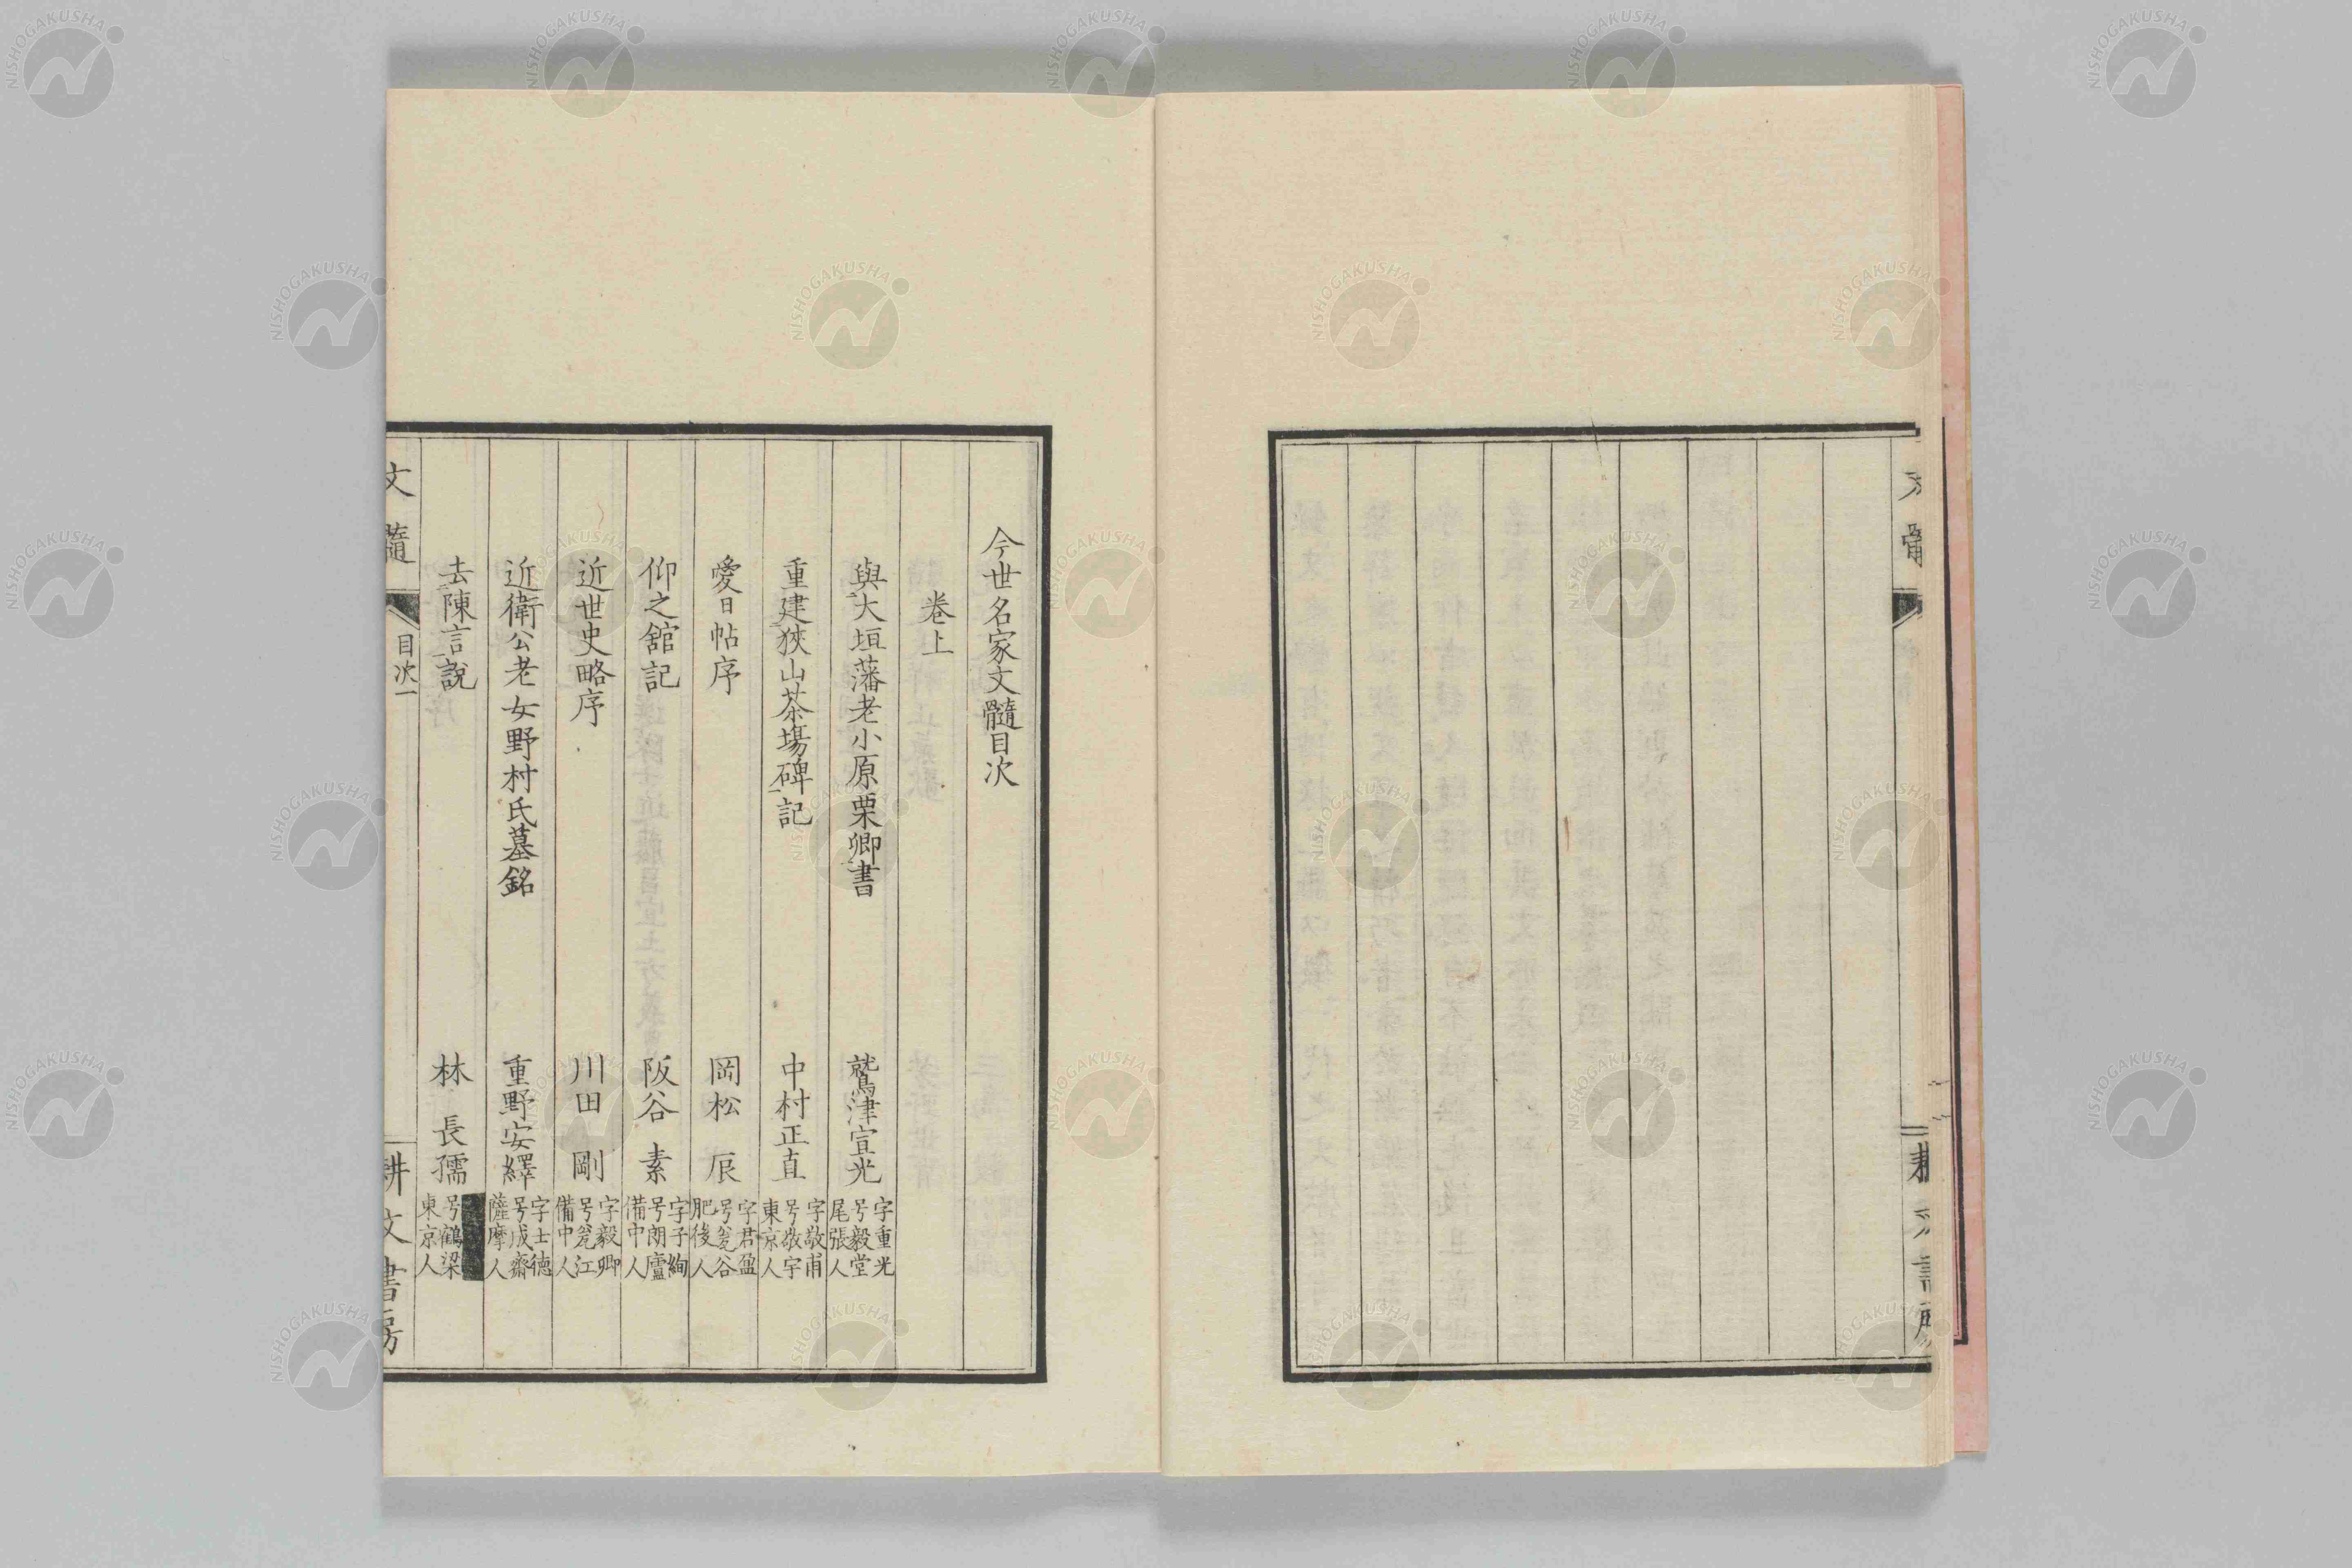 今世名家文髓目次
卷上
與大垣藩老小原栗卿書 鷲津宣光 字重光 号毅堂 尾張人
重建狹山茶場碑記 中村正直 字敬甫 号敬宇 東京人
愛日帖序 岡松辰 字君盈 号瓮谷 肥後人
仰之舘記 阪谷素 字子絢 号朗廬 備中人
近世史略序 川田剛 字毅卿 号瓮江 備中人
近衛公老女野村氏墓銘 重野安繹 字士德 号成齋 薩摩人
去陳言説 林長孺 号鶴梁 東京人
文髓 目次一 耕文書房
NISHOGAKUSHA